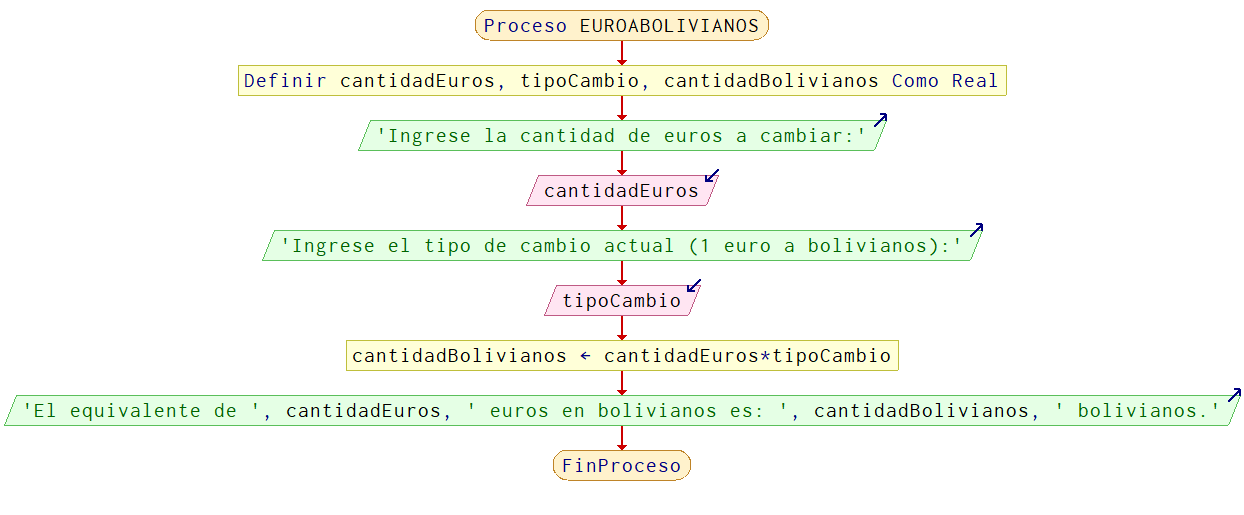 Proceso EUROABOLIVIANOS
Definir cantidadEuros, tipoCambio, cantidadBolivianos Como Real
'Ingrese la cantidad de euros a cambiar:'
cantidadEuros
'Ingrese el tipo de cambio actual (1 euro a bolivianos):'
tipoCambio
cantidadBolivianos ← cantidadEuros*tipoCambio
'El equivalente de ', cantidadEuros, ' euros en bolivianos es: ', cantidadBolivianos, ' bolivianos.'
FinProceso